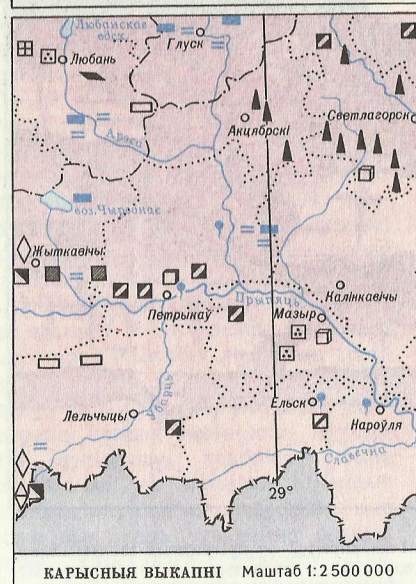 Любанскае
вдсх.
Глуск
Любань
Акцябрскі
Светлагорск
Арэса
воз. Чырвонае
Жыткавічы
Прыпяць
Калінкавічы
Петрыкаў
Мазыр
Убарць
Лельчыцы
Ельск
Нароўля
Славечна
29°
КАРЫСНЫЯ ВЫКАПНІ Маштаб 1:2 500 000